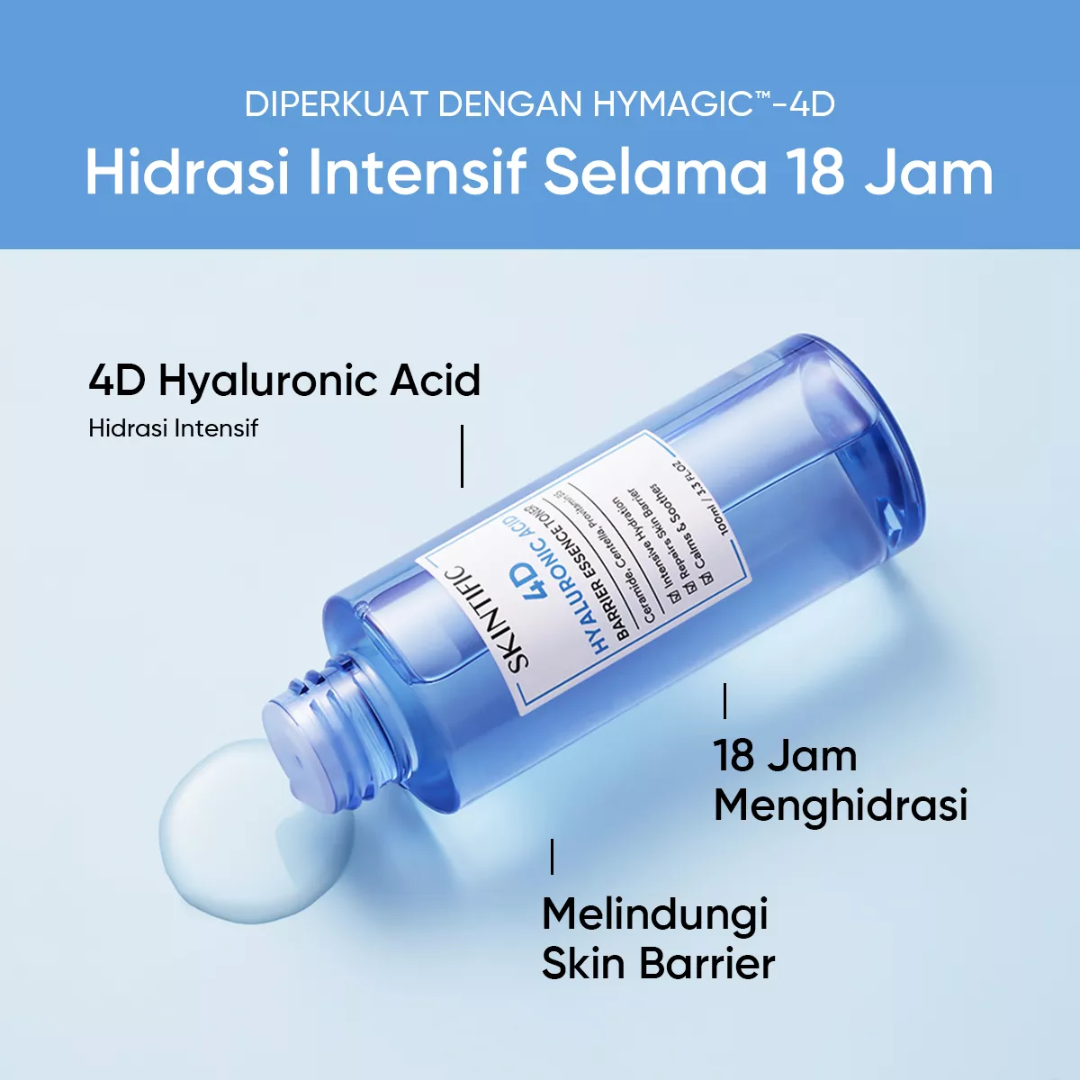 DIPERKUAT DENGAN HYMAGIC™-4D
Hidrasi Intensif Selama 18 Jam
4D Hyaluronic Acid
Hidrasi Intensif
SKINTIFIC
4D
HYALURONIC ACID
BARRIER ESSENCE TONER
Ceramide, Centella, Provitamin B5
Intensive Hydration
Repairs Skin Barrier
Calms & Soothes
100ml / 3.3 FL.OZ
18 Jam
Menghidrasi
Melindungi
Skin Barrier